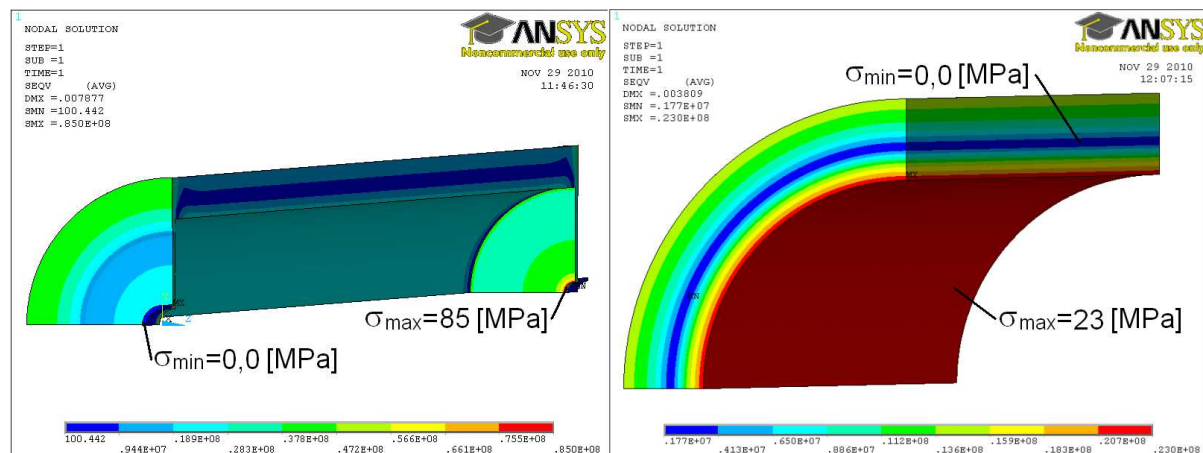 1
NODAL SOLUTION
STEP=1
SUB =1
TIME=1
SEQV (AVG)
DMX =.007877
SMN =100.442
SMX =.850E+08
ANSYS
Noncommercial use only
NOV 29 2010
11:46:30
MX
Z
σmax=85 [MPa]
σmin=0,0 [MPa]
100.442 .189E+08 .378E+08 .566E+08 .755E+08
.944E+07 .283E+08 .472E+08 .661E+08 .850E+08
1
NODAL SOLUTION
STEP=1
SUB =1
TIME=1
SEQV (AVG)
DMX =.003809
SMN =.177E+07
SMX =.230E+08
ANSYS
Noncommercial use only
NOV 29 2010
12:07:15
σmin=0,0 [MPa]
MX
MN
σmax=23 [MPa]
.177E+07 .650E+07 .112E+08 .159E+08 .207E+08
.413E+07 .886E+07 .136E+08 .183E+08 .230E+08